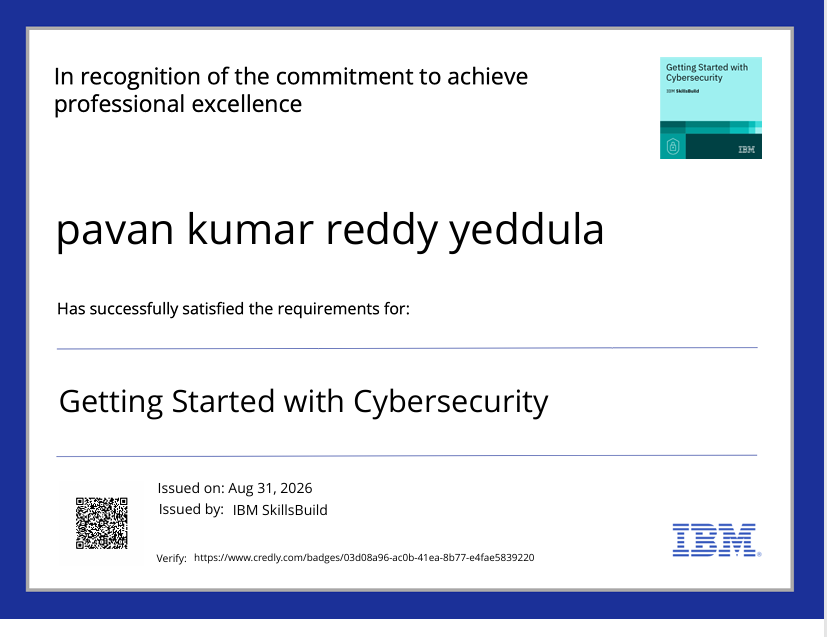 In recognition of the commitment to achieve
professional excellence
Getting Started with
Cybersecurity
IBM SkillsBuild
IBM
pavan kumar reddy yeddula
Has successfully satisfied the requirements for:
Getting Started with Cybersecurity
Issued on: Aug 31, 2026
Issued by: IBM SkillsBuild
Verify: https://www.credly.com/badges/03d08a96-ac0b-41ea-8b77-e4fae5839220
IBM®